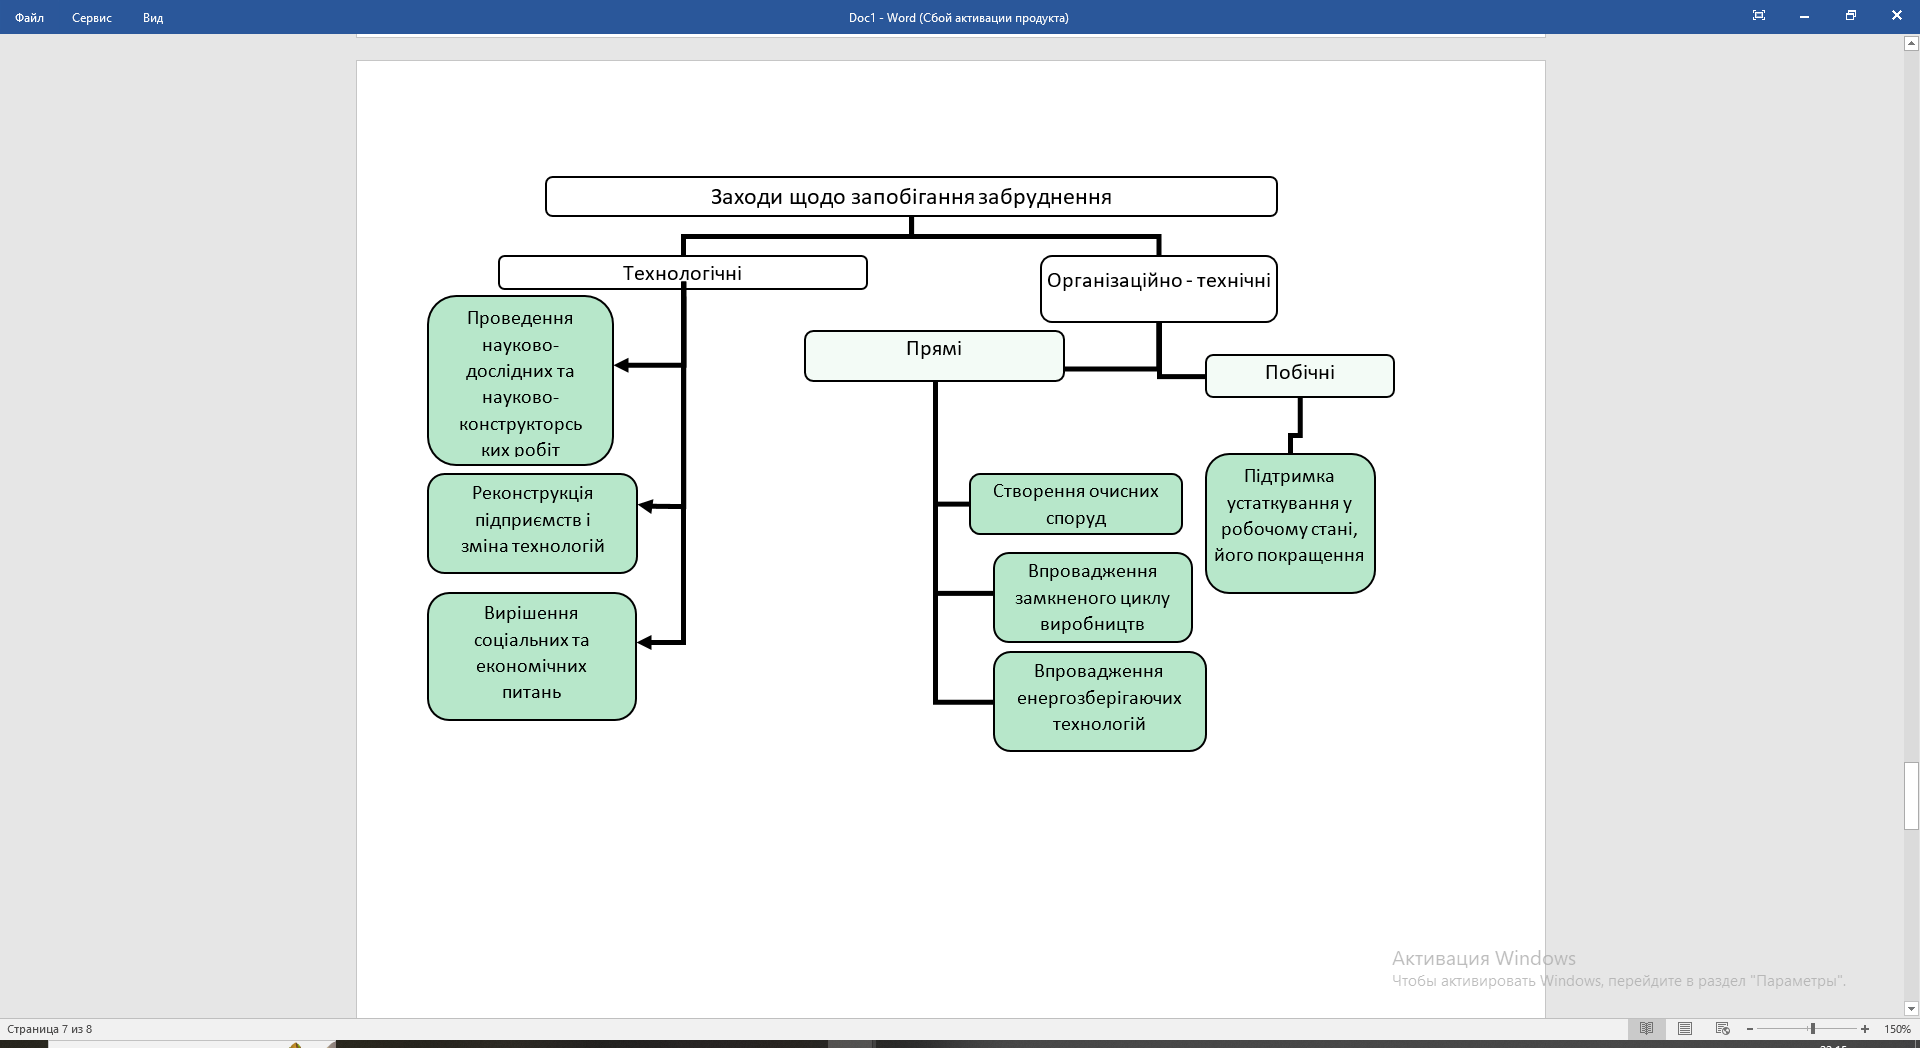 Файл Сервис Вид
Doc1 - Word (Сбой активации продукта)
Заходи щодо запобігання забруднення
Технологічні
Організаційно - технічні
Проведення
науково-
дослідних та
науково-
конструкторсь
ких робіт
Прямі
Побічні
Реконструкція
підприємств і
зміна технологій
Створення очисних
споруд
Підтримка
устаткування у
робочому стані,
його покращення
Вирішення
соціальних та
економічних
питань
Впровадження
замкненого циклу
виробництв
Впровадження
енергозберігаючих
технологій
Активация Windows
Чтобы активировать Windows, перейдите в раздел "Параметры".
Страница 7 из 8
150%